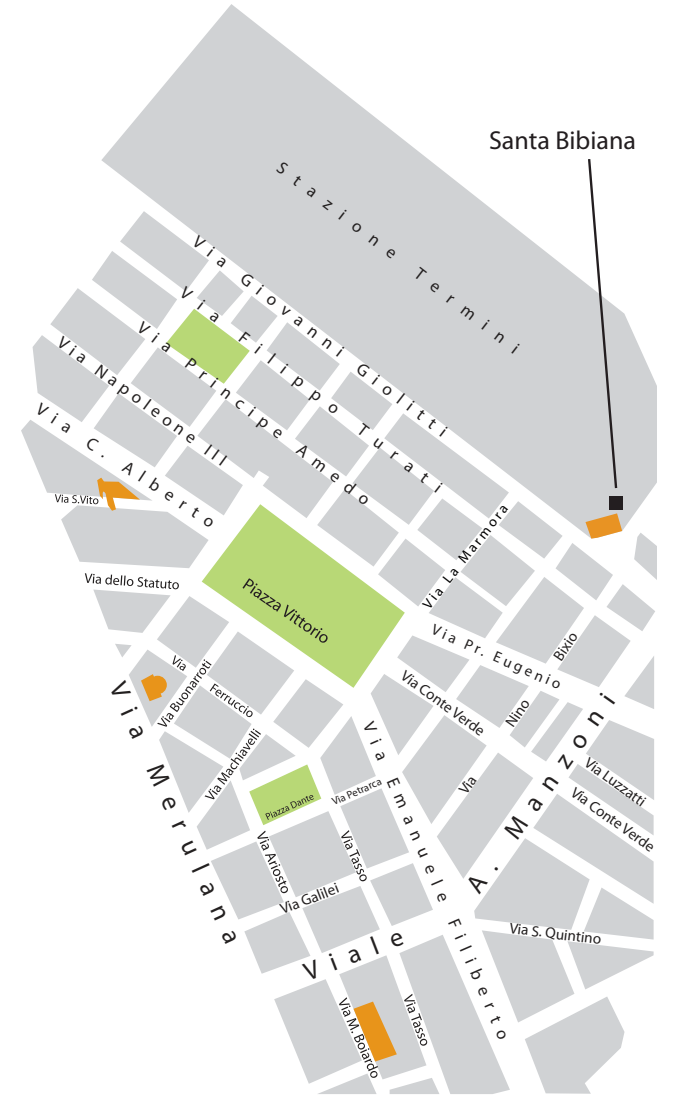 Santa Bibiana
Stazione Termini
Via Giovanni Giolitti
Via Filippo Turati
Via Principe Amedo
Via Napoleone III
Via C. Alberto
Via S.Vito
Via La Marmora
Via dello Statuto
Piazza Vittorio
Via Pr. Eugenio
Bixio
Nino
Via
Via Ferruccio
Via Buonarroti
Via Conte Verde
Via Machiavelli
Via Merulana
Via Emanuele Filiberto
Via Luzzatti
Via Conte Verde
Via Petrarca
Piazza Dante
Via Tasso
Via Ariosto
Via Galilei
Viale A. Manzoni
Via S. Quintino
Via M. Boiardo
Via Tasso